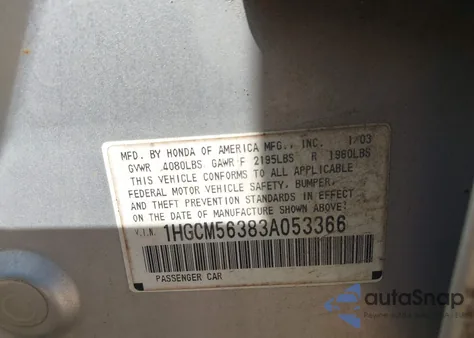 MFD. BY HONDA OF AMERICA MFG., INC. 1/03
GVWR 4080LBS GAWR F 2195LBS R 1980LBS
THIS VEHICLE CONFORMS TO ALL APPLICABLE
FEDERAL MOTOR VEHICLE SAFETY, BUMPER,
AND THEFT PREVENTION STANDARDS IN EFFECT
ON THE DATE OF MANUFACTURE SHOWN ABOVE.
V.I.N. 1HGCM56383A053366
PASSENGER CAR
autoSnap